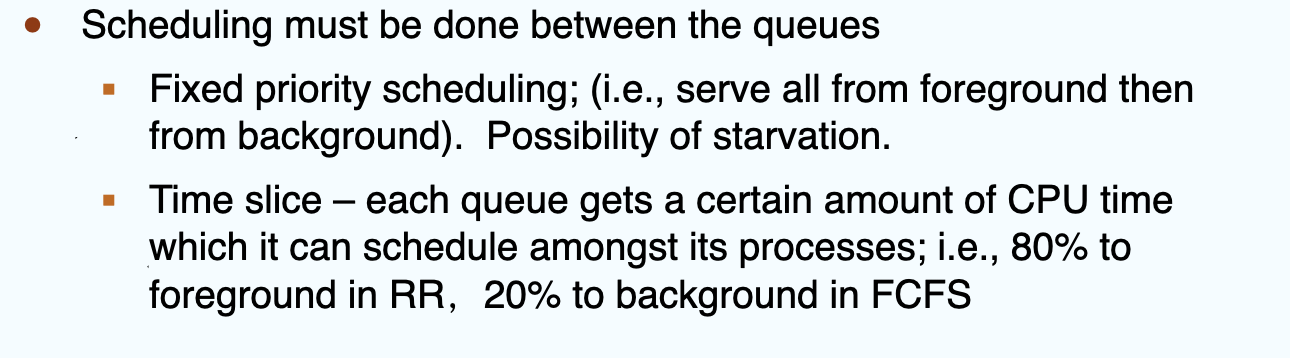 • Scheduling must be done between the queues
▪ Fixed priority scheduling; (i.e., serve all from foreground then
from background).  Possibility of starvation.
▪ Time slice – each queue gets a certain amount of CPU time
which it can schedule amongst its processes; i.e., 80% to
foreground in RR，20% to background in FCFS